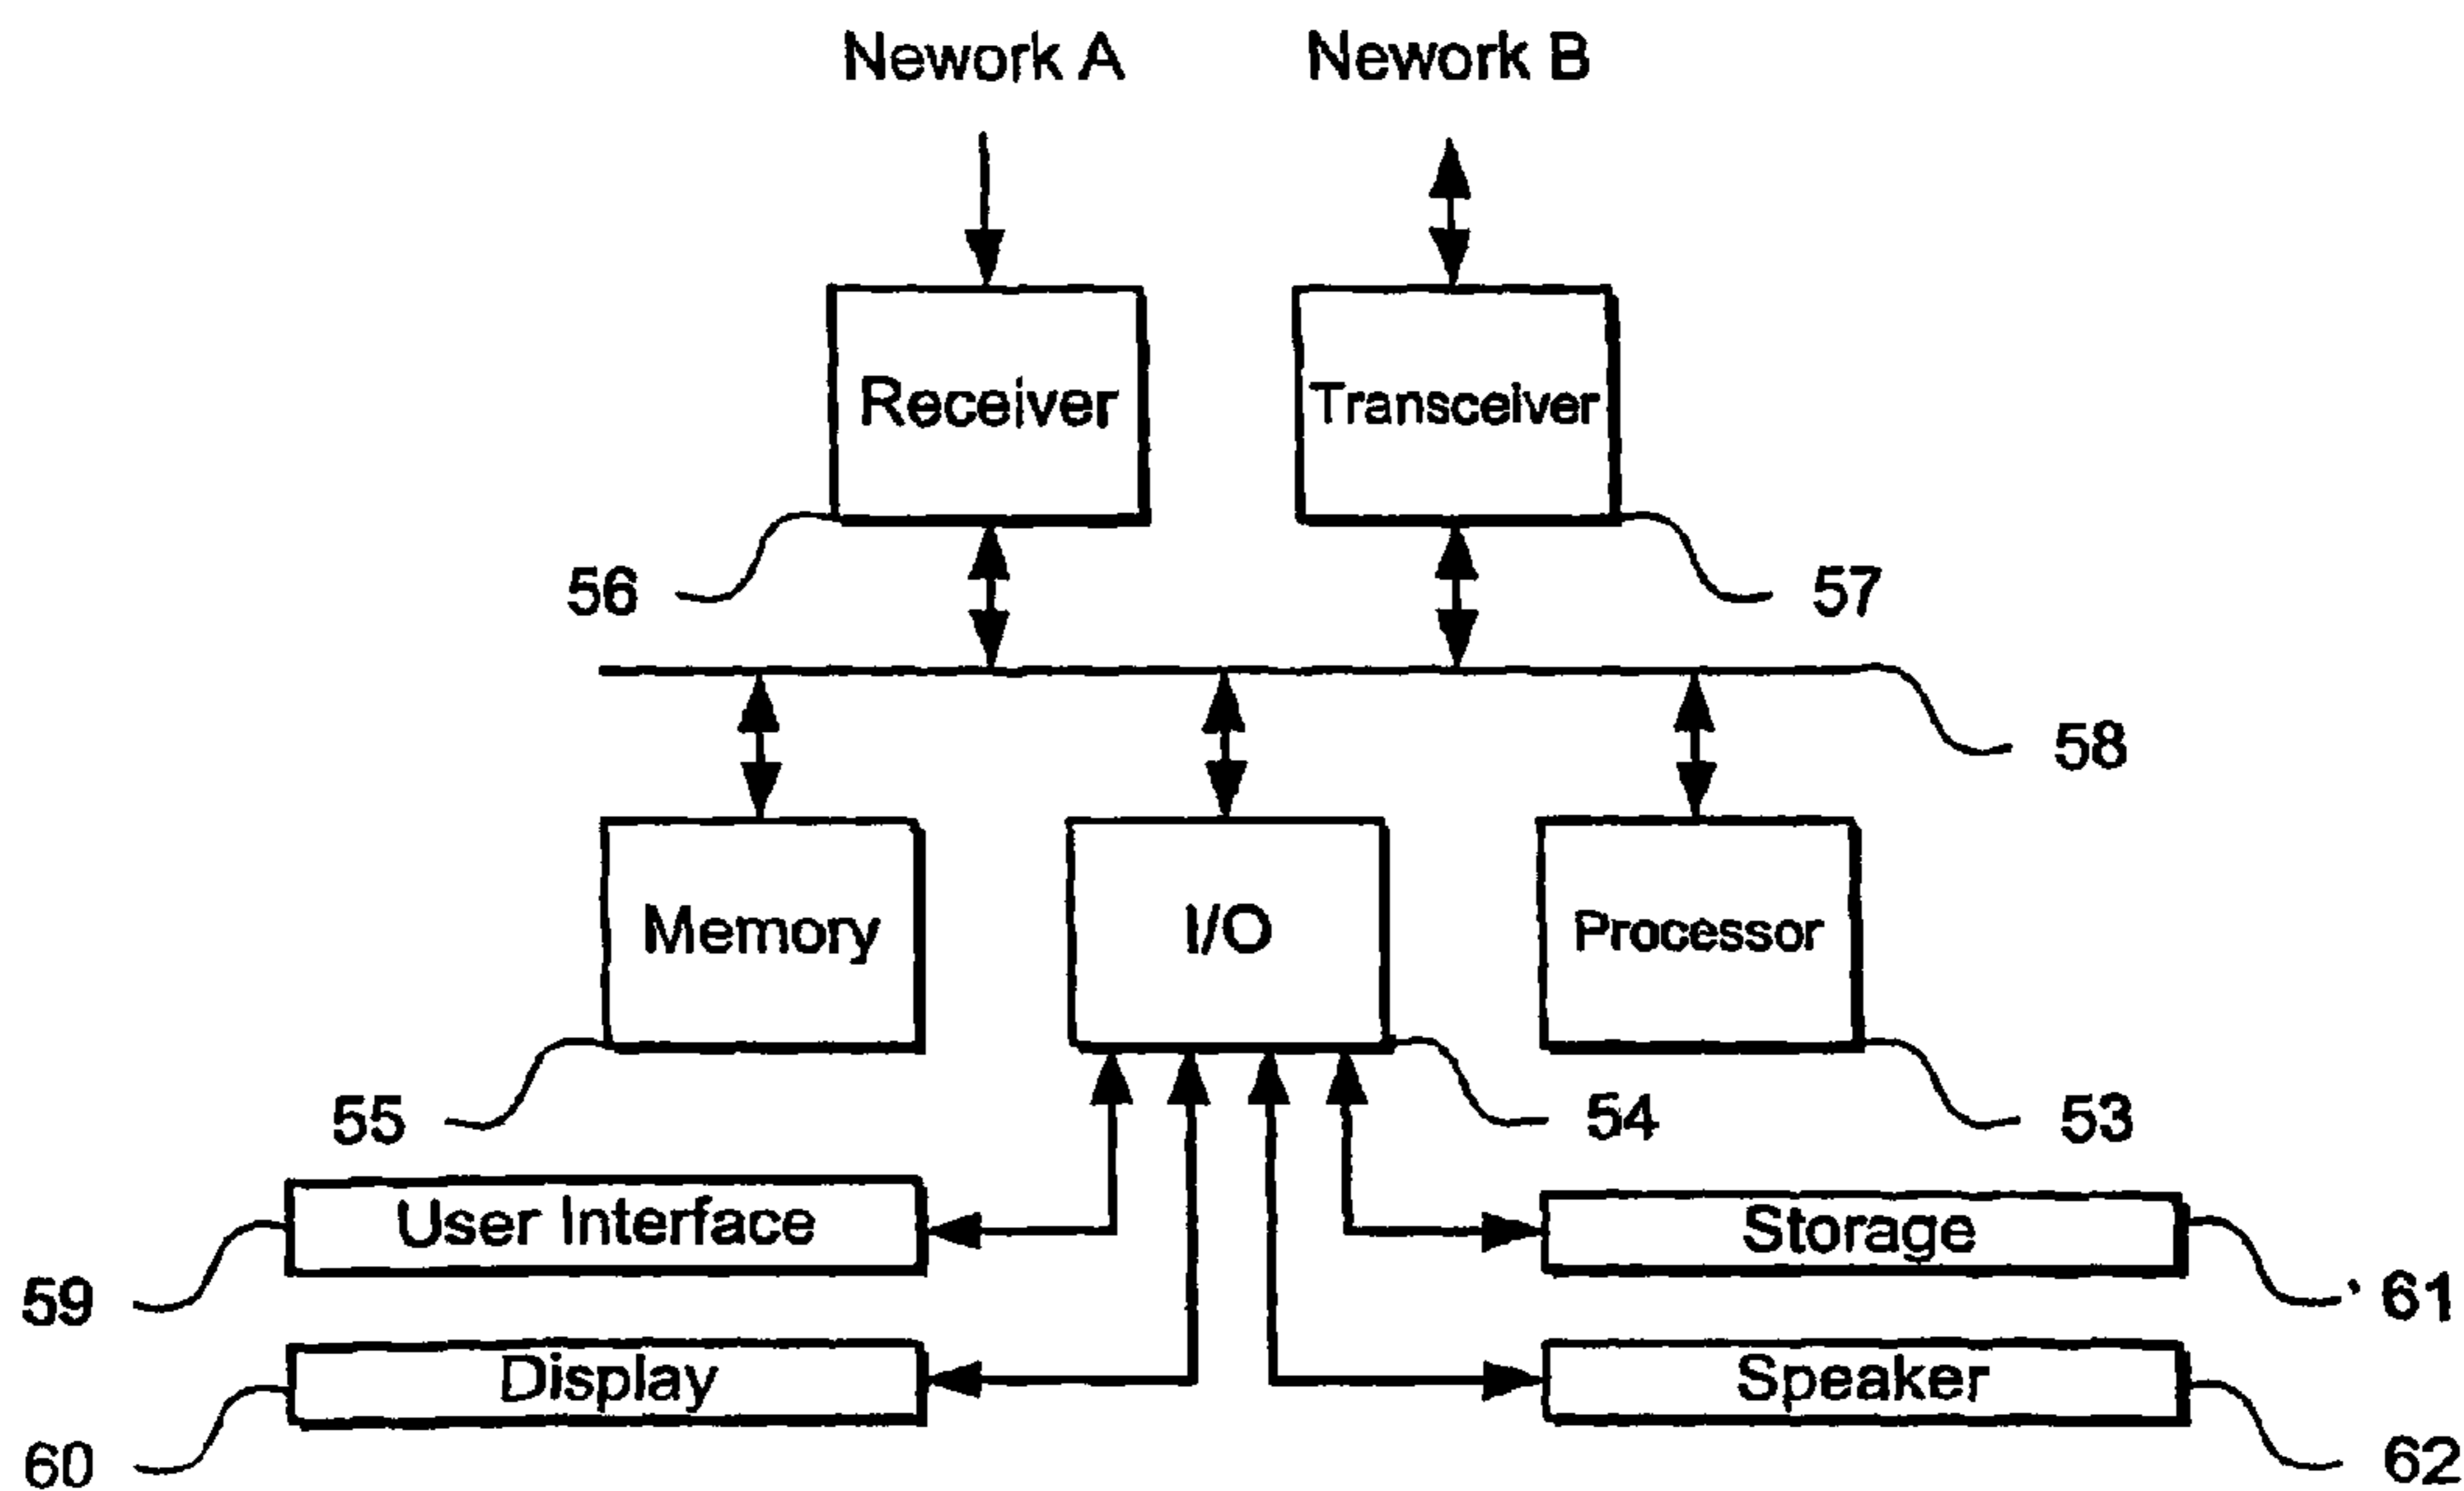 Nework A
Nework B
Receiver
Transceiver
56
57
58
Memory
I/O
Processor
55
54
53
User Interface
Storage
59
61
Display
Speaker
60
62